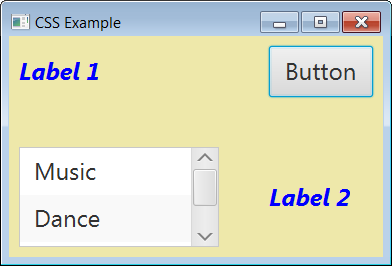 CSS Example
Label 1
Button
Music
Dance
Label 2